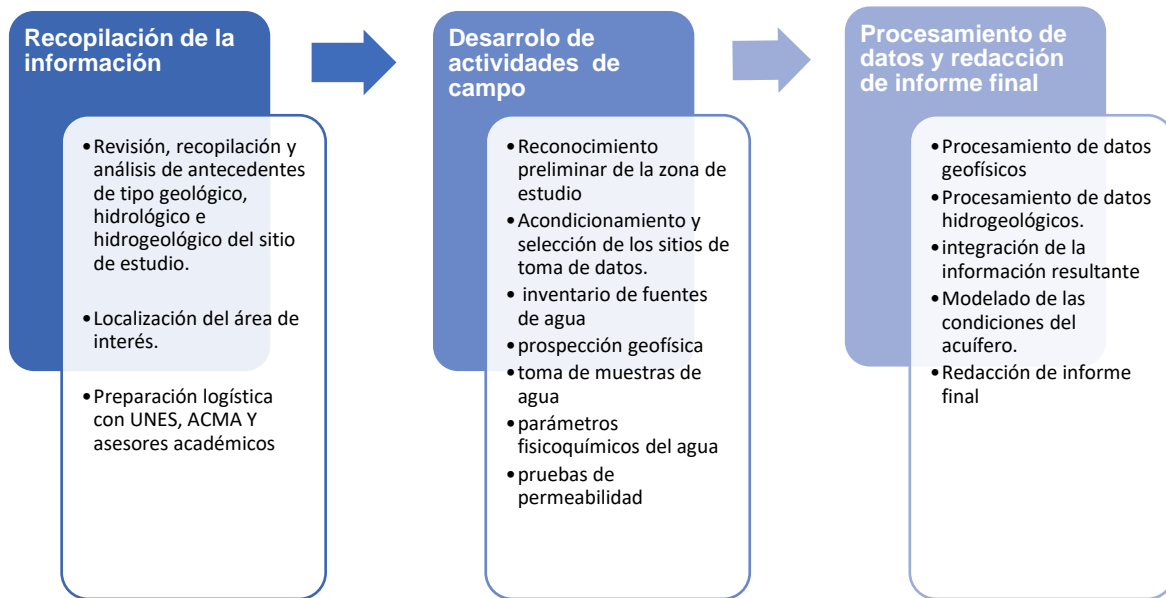 Recopilación de la
información
•Revisión, recopilación y
análisis de antecedentes
de tipo geológico,
hidrológico e
hidrogeológico del sitio
de estudio.
•Localización del área de
interés.
•Preparación logística
con UNES, ACMA Y
asesores académicos
Desarrolo de
actividades de
campo
•Reconocimiento
preliminar de la zona de
estudio
•Acondicionamiento y
selección de los sitios de
toma de datos.
• inventario de fuentes
de agua
•prospección geofísica
•toma de muestras de
agua
•parámetros
fisicoquímicos del agua
•pruebas de
permeabilidad
Procesamiento de
datos y redacción
de informe final
•Procesamiento de datos
geofísicos
•Procesamiento de datos
hidrogeológicos.
•integración de la
información resultante
•Modelado de las
condiciones del
acuífero.
•Redacción de informe
final